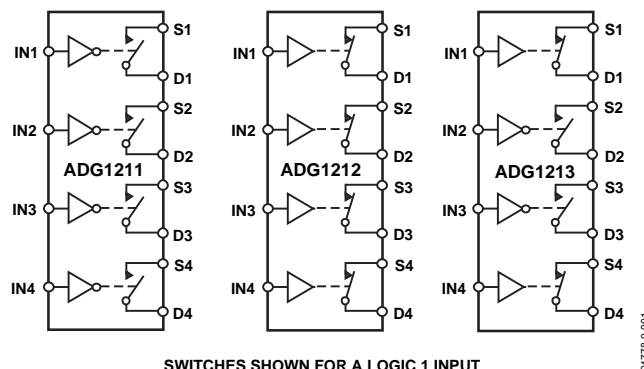 S1
IN1
D1
S2
IN2
D2
ADG1211
S3
IN3
D3
S4
IN4
D4
S1
IN1
D1
S2
IN2
D2
ADG1212
S3
IN3
D3
S4
IN4
D4
S1
IN1
D1
S2
IN2
D2
ADG1213
S3
IN3
D3
S4
IN4
D4
SWITCHES SHOWN FOR A LOGIC 1 INPUT